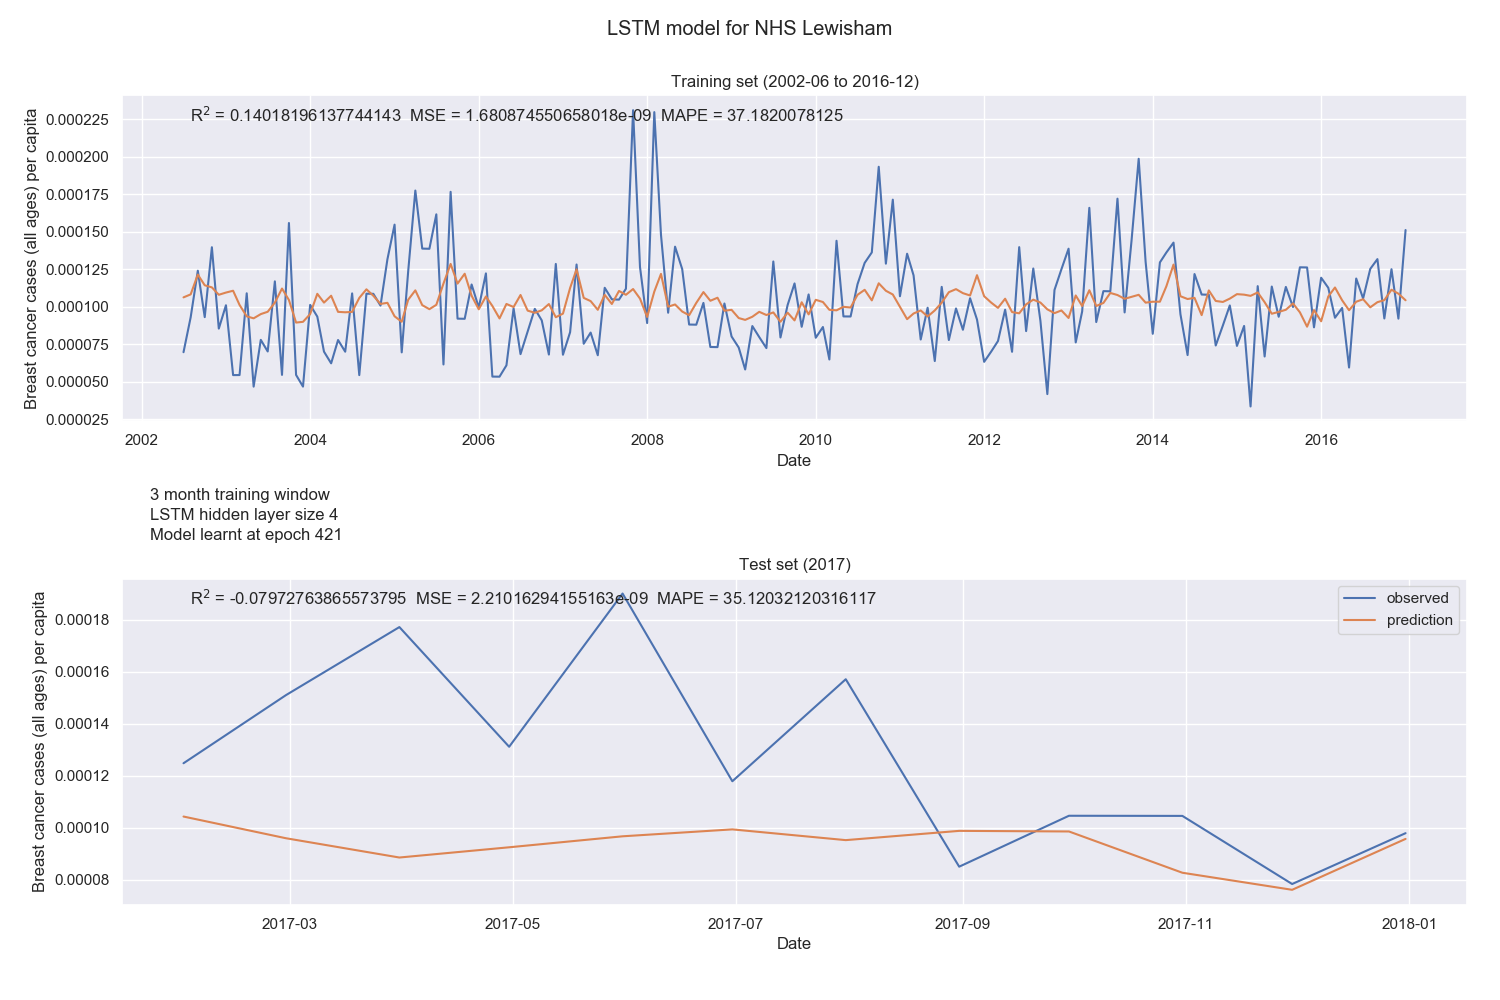 LSTM model for NHS Lewisham
Training set (2002-06 to 2016-12)
R² = 0.14018196137744143 MSE = 1.680874550658018e-09 MAPE = 37.1820078125
Breast cancer cases (all ages) per capita
0.000225
0.000200
0.000175
0.000150
0.000125
0.000100
0.000075
0.000050
0.000025
2002 2004 2006 2008 2010 2012 2014 2016
Date
3 month training window
LSTM hidden layer size 4
Model learnt at epoch 421
Test set (2017)
R² = -0.07972763865573795 MSE = 2.21016294155163e-09 MAPE = 35.12032120316117
observed
prediction
Breast cancer cases (all ages) per capita
0.00018
0.00016
0.00014
0.00012
0.00010
0.00008
2017-03 2017-05 2017-07 2017-09 2017-11 2018-01
Date